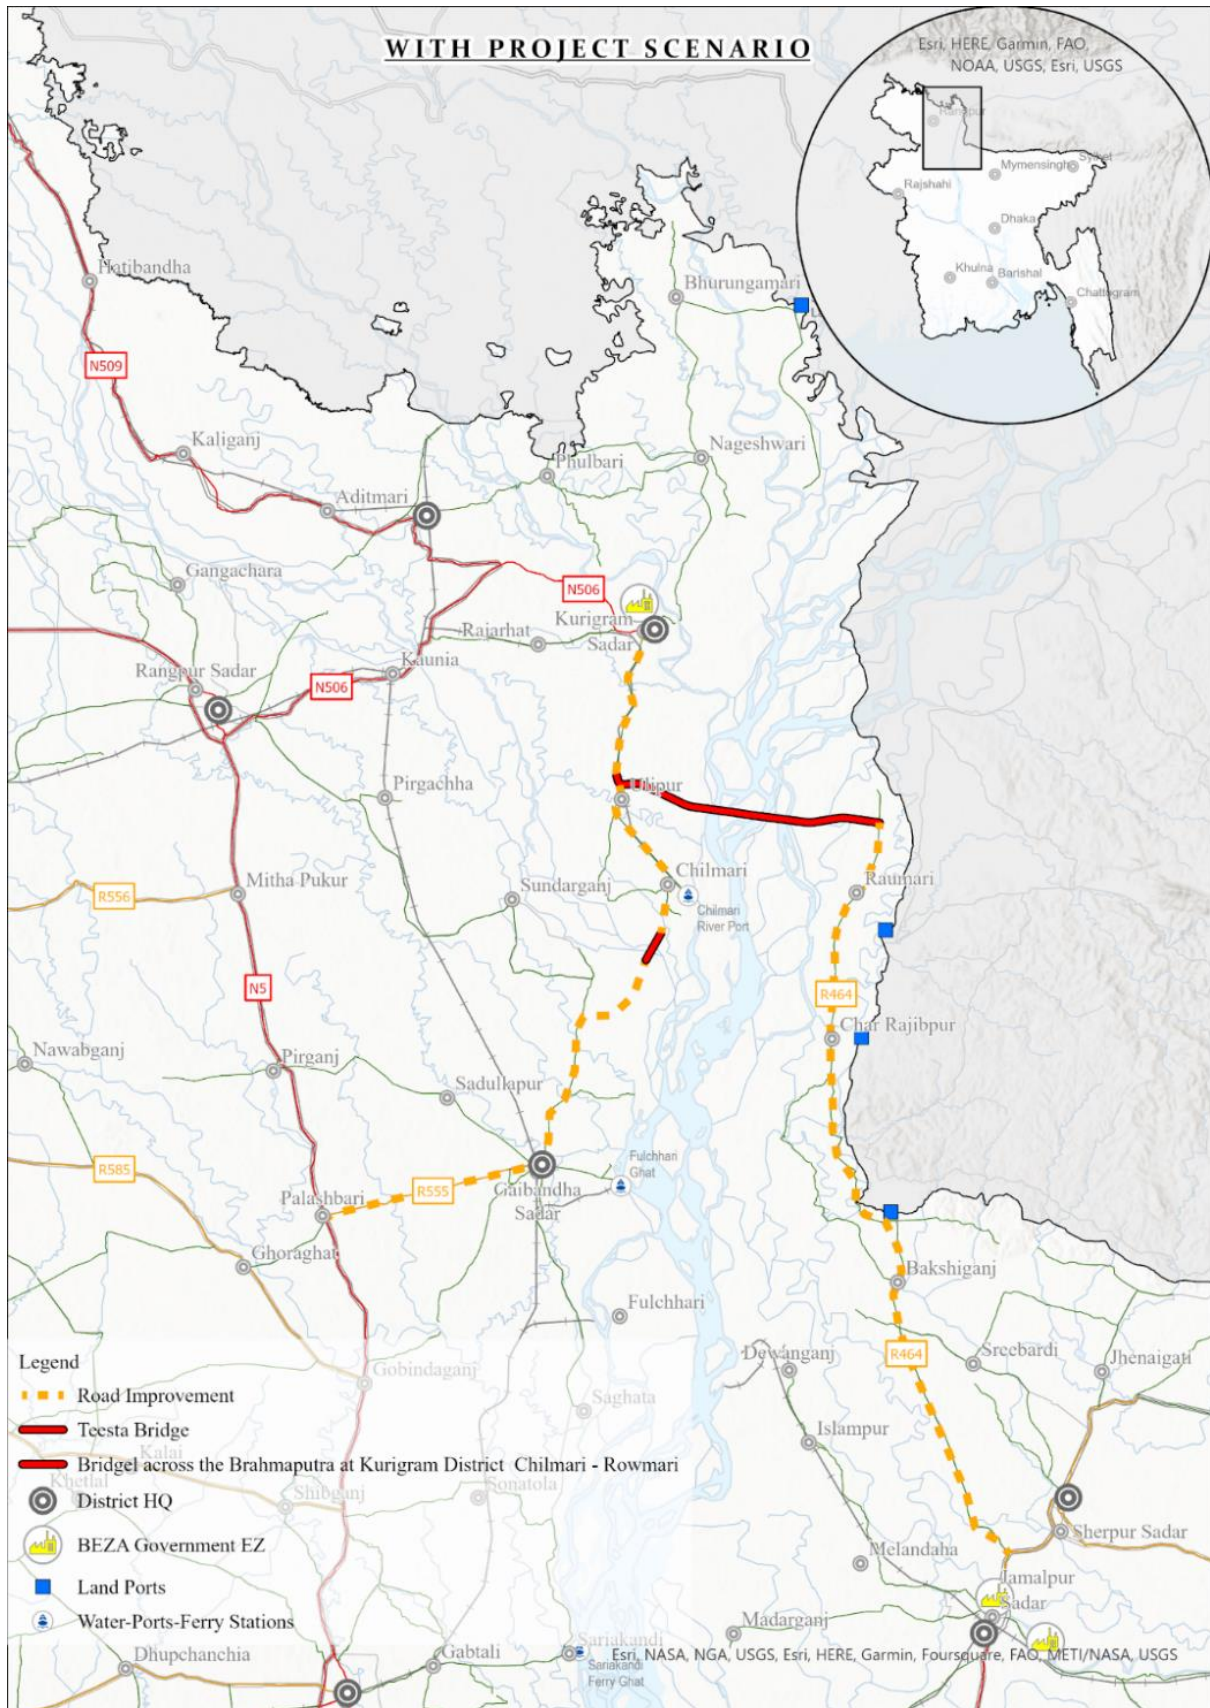 WITH PROJECT SCENARIO
Esri, HERE, Garmin, FAO,
NOAA, USGS, Esri, USGS
Rangpur
Mymensingh
Sylhet
Rajshahi
Dhaka
Khulna
Barishal
Chattogram
Hatibandha
Bhurungamari
N509
Kaliganj
Nageshwari
Phulbari
Aditmari
Gangachara
N506
Kurigram
Sadar
Rajarhat
Kaunia
Rangpur Sadar
N506
Pirgachha
Ulipur
Mitha Pukur
R556
Sundarganj
Chilmari
Raumari
Chilmari
River Port
N5
R464
Char Rajibpur
Nawabganj
Pirganj
Sadullapur
R585
Fulchhari
Ghat
R555
Palashbari
Gaibandha
Sadar
Ghoraghat
Bakshiganj
Fulchhari
R464
Dewanganj
Sreebardi
Jhenaigati
Legend
Gobindaganj
Road Improvement
Saghata
Teesta Bridge
Islampur
Kalai
Bridgel across the Brahmaputra at Kurigram District Chilmari - Rowmari
Khetlal
Shibganj
Sonatola
District HQ
Sherpur Sadar
BEZA Government EZ
Melandaha
Jamalpur
Sadar
Land Ports
Water-Ports-Ferry Stations
Madarganj
Dhupchanchia
Gabtali
Sariakandi
Sariakandi
Ferry Ghat
Esri, NASA, NGA, USGS, Esri, HERE, Garmin, Foursquare, FAO, METI/NASA, USGS